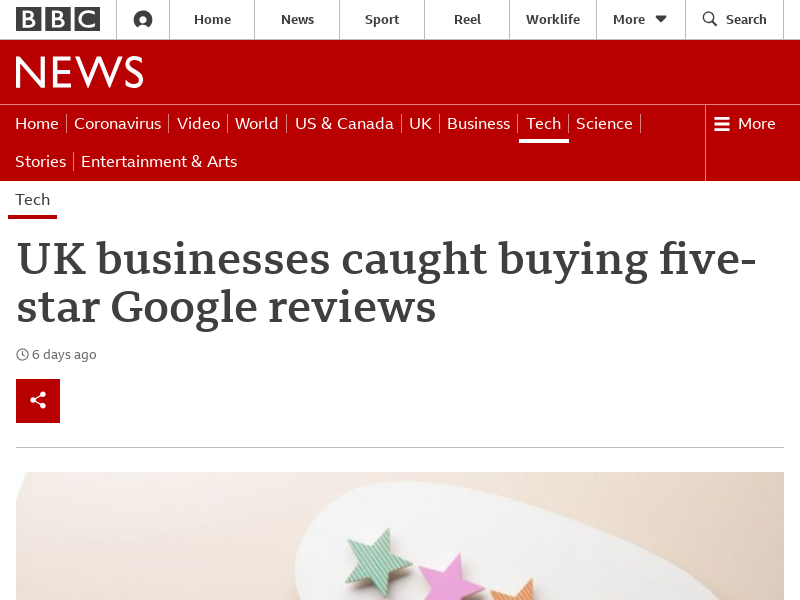 BBC Home News Sport Reel Worklife More Search
NEWS
Home Coronavirus Video World US & Canada UK Business Tech Science More
Stories Entertainment & Arts
Tech
UK businesses caught buying five-
star Google reviews
6 days ago